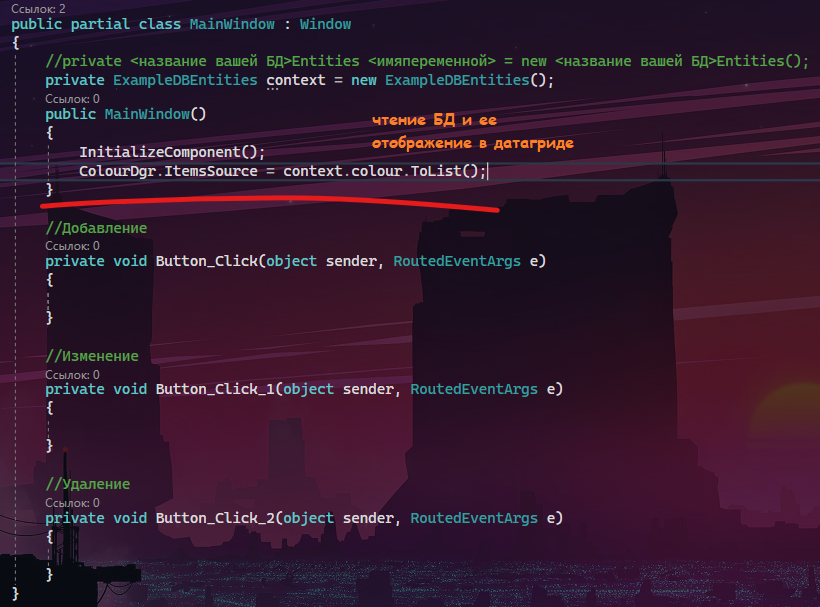 Ссылок: 2
public partial class MainWindow : Window
{
//private <название вашей БД>Entities <имяпеременной> = new <название вашей БД>Entities();
private ExampleDBEntities context = new ExampleDBEntities();
Ссылок: 0
public MainWindow()
{
чтение БД и ее
отображение в датагриде
InitializeComponent();
ColourDgr.ItemsSource = context.colour.ToList();
}
//Добавление
Ссылок: 0
private void Button_Click(object sender, RoutedEventArgs e)
{
}
//Изменение
Ссылок: 0
private void Button_Click_1(object sender, RoutedEventArgs e)
{
}
//Удаление
Ссылок: 0
private void Button_Click_2(object sender, RoutedEventArgs e)
{
}
}